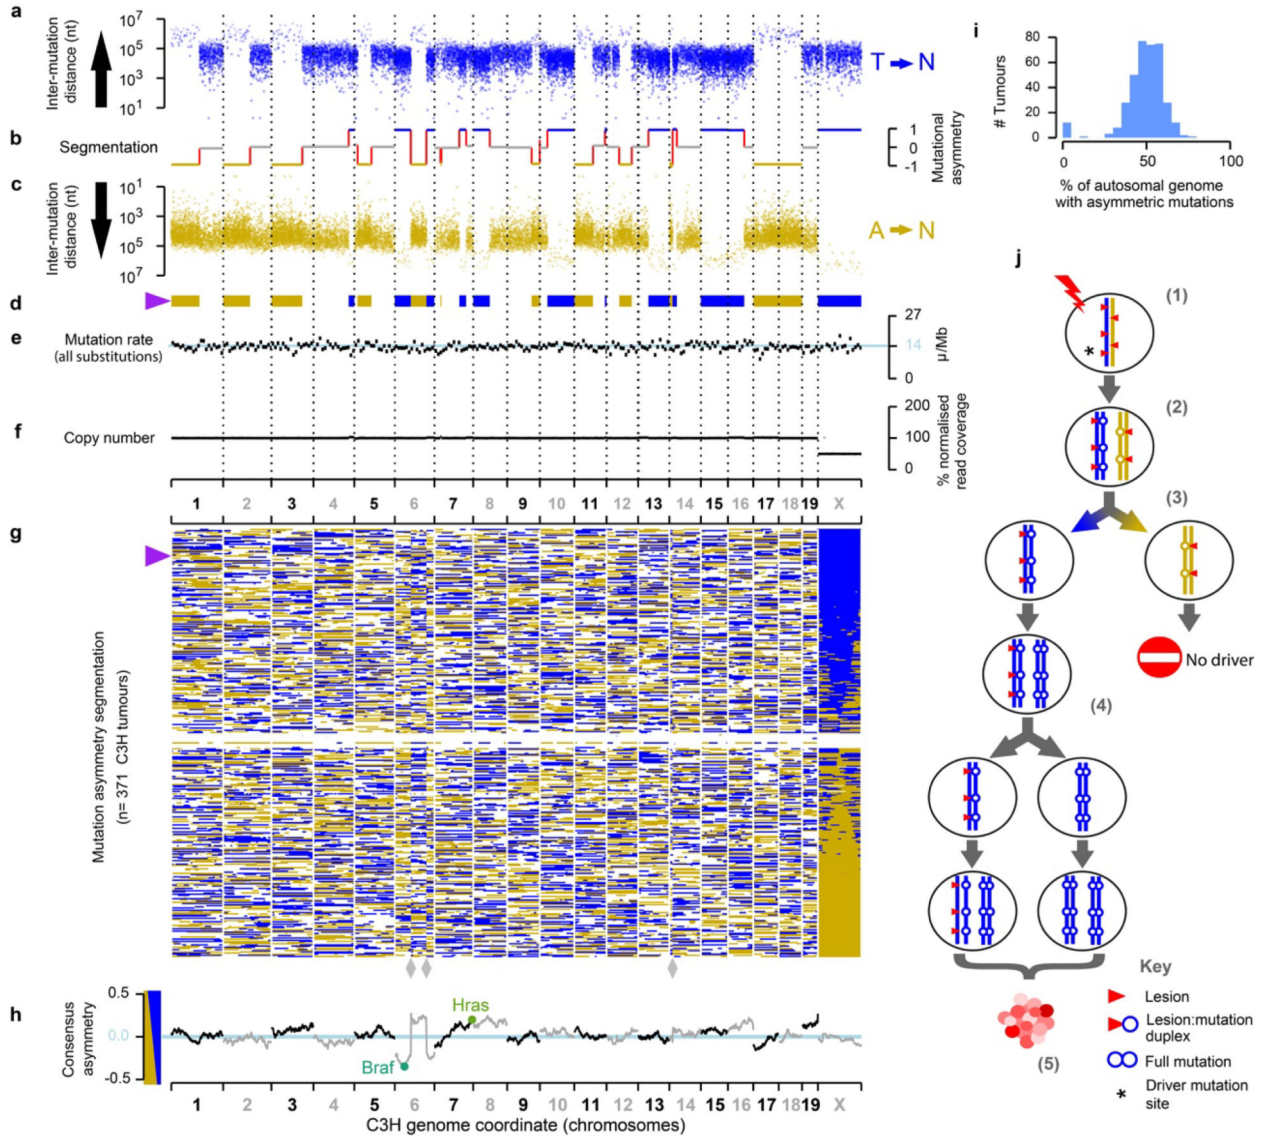 a
Inter-mutation
distance (nt)
10⁷
10⁵
10³
10¹
T N
b
Segmentation
1
0
-1
Mutational
asymmetry
c
Inter-mutation
distance (nt)
10¹
10³
10⁵
10⁷
A N
d
e
Mutation rate
(all substitutions)
27
14
0
μ/Mb
f
Copy number
200
100
0
% normalised
read coverage
1 2 3 4 5 6 7 8 9 10 11 12 13 14 15 16 17 18 19 X
g
Mutation asymmetry segmentation
(n= 371 C3H tumours)
h
Consensus
asymmetry
0.5
0.0
-0.5
Hras
Braf
1 2 3 4 5 6 7 8 9 10 11 12 13 14 15 16 17 18 19 X
C3H genome coordinate (chromosomes)
i
# Tumours
80
60
40
20
0
0 50 100
% of autosomal genome
with asymmetric mutations
j
(1)
*
(2)
(3)
No driver
(4)
(5)
Key
Lesion
Lesion:mutation
duplex
Full mutation
* Driver mutation
site